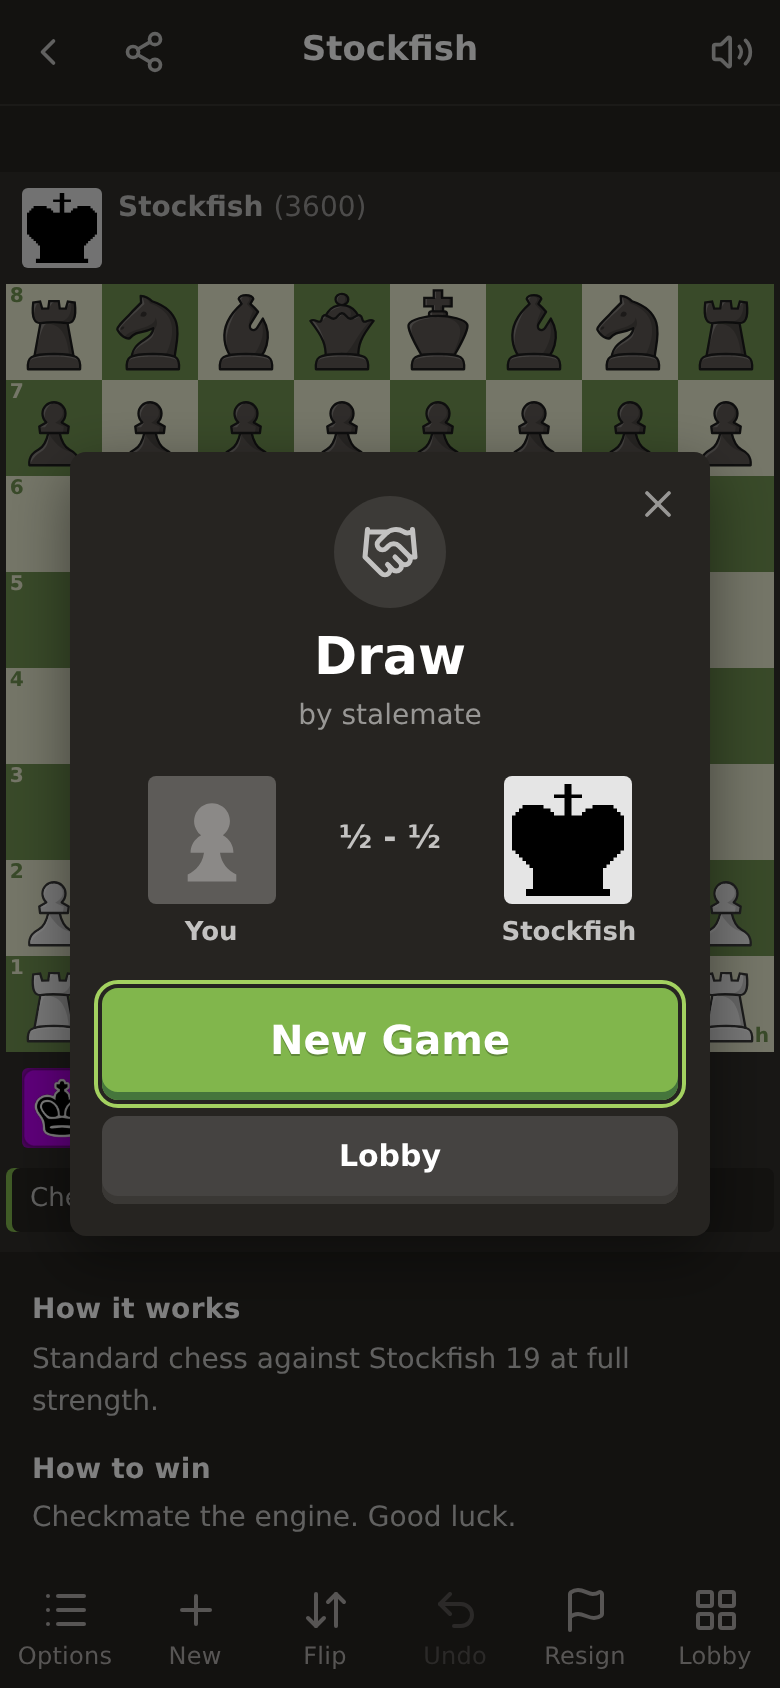 Stockfish
Stockfish (3600)
8
7
6
5
4
3
2
1
h
Draw
by stalemate
½ - ½
You
Stockfish
New Game
Lobby
How it works
Standard chess against Stockfish 19 at full
strength.
How to win
Checkmate the engine. Good luck.
Options
New
Flip
Undo
Resign
Lobby